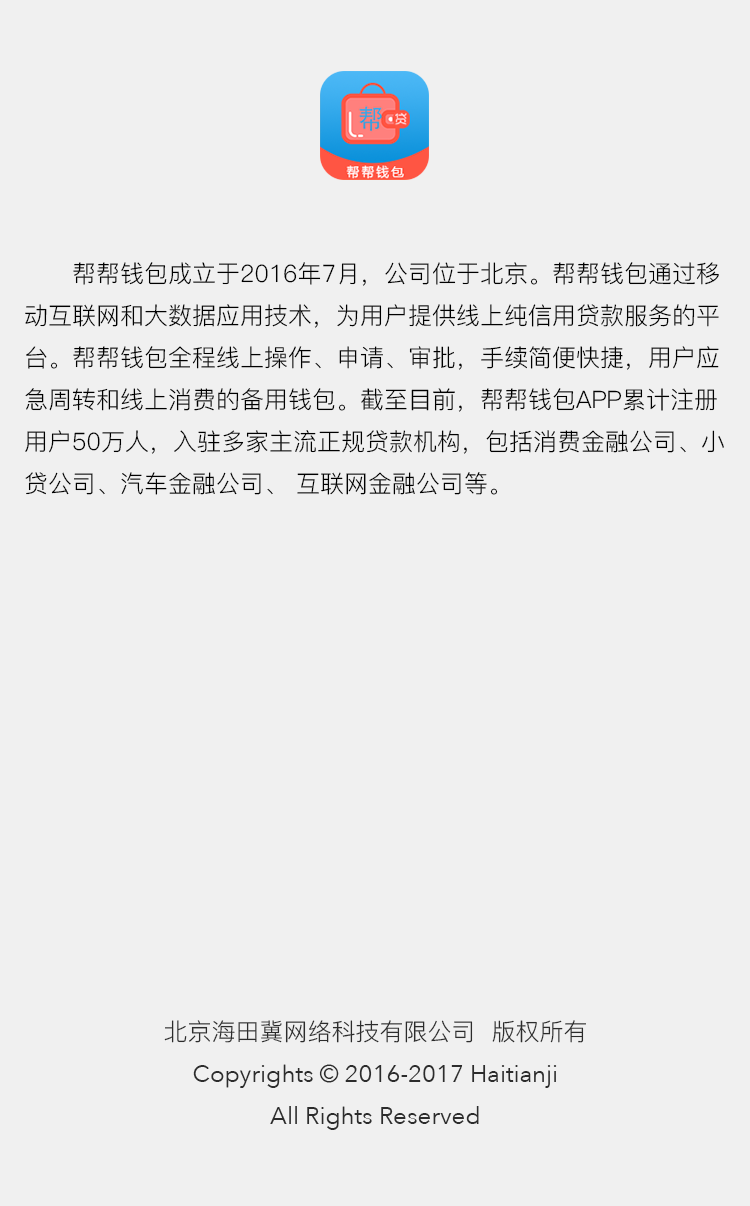 帮
贷
帮帮钱包
帮帮钱包成立于2016年7月，公司位于北京。帮帮钱包通过移
动互联网和大数据应用技术，为用户提供线上纯信用贷款服务的平
台。帮帮钱包全程线上操作、申请、审批，手续简便快捷，用户应
急周转和线上消费的备用钱包。截至目前，帮帮钱包APP累计注册
用户50万人，入驻多家主流正规贷款机构，包括消费金融公司、小
贷公司、汽车金融公司、 互联网金融公司等。
北京海田冀网络科技有限公司 版权所有
Copyrights © 2016-2017 Haitianji
All Rights Reserved